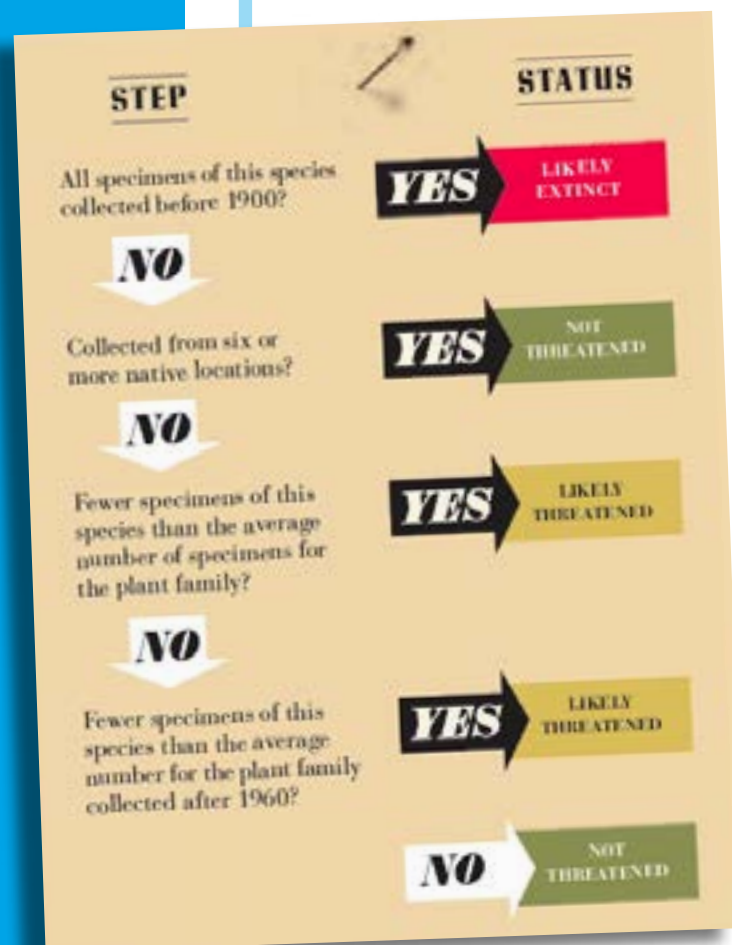 STEP
STATUS
All specimens of this species
collected before 1900?
YES
LIKELY
EXTINCT
NO
Collected from six or
more native locations?
YES
NOT
THREATENED
NO
Fewer specimens of this
species than the average
number of specimens for
the plant family?
YES
LIKELY
THREATENED
NO
Fewer specimens of this
species than the average
number for the plant family
collected after 1960?
YES
LIKELY
THREATENED
NO
NOT
THREATENED